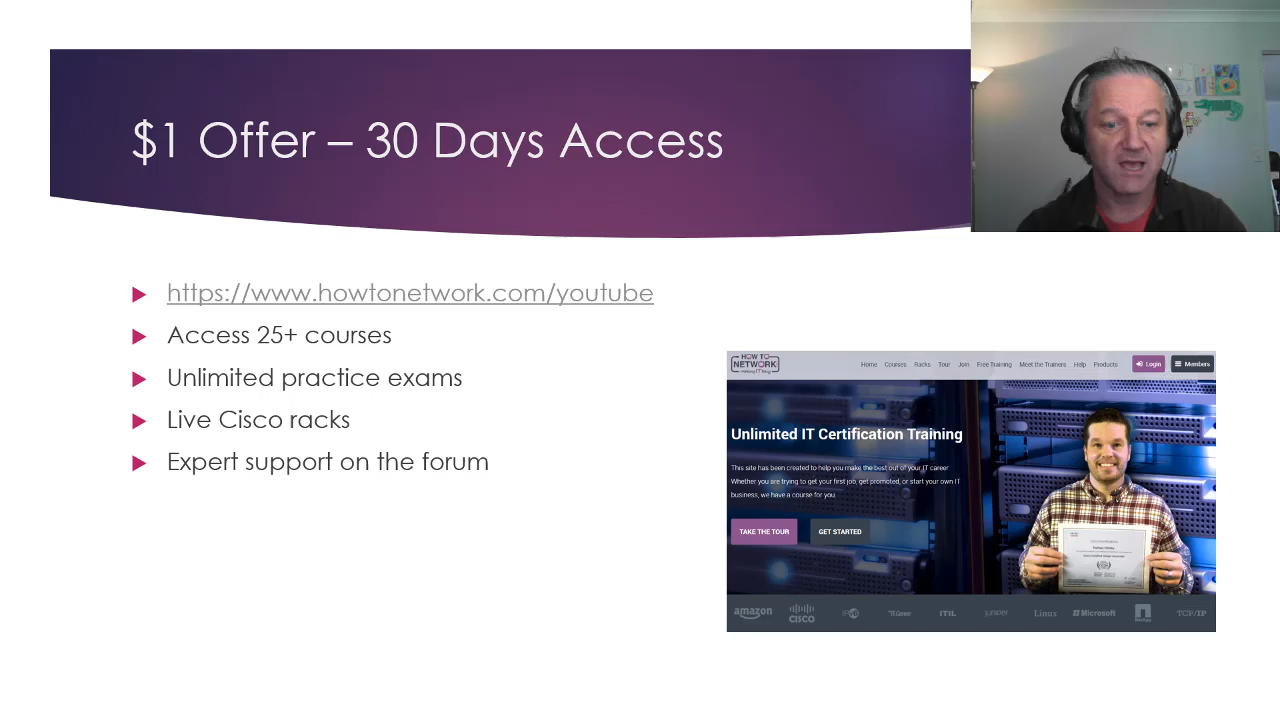 $1 Offer – 30 Days Access
https://www.howtonetwork.com/youtube
Access 25+ courses
Unlimited practice exams
Live Cisco racks
Expert support on the forum
HOW TO NETWORK
Home Courses Racks Tour Join Free Training Meet the Trainers Help Products Login Members
Unlimited IT Certification Training
This site has been created to help you make the best out of your IT career
Whether you are trying to get your first job, get promoted, or start your own IT
business, we have a course for you.
TAKE THE TOUR GET STARTED
amazon CISCO ITIL Juniper Linux Microsoft NetApp TCP/IP